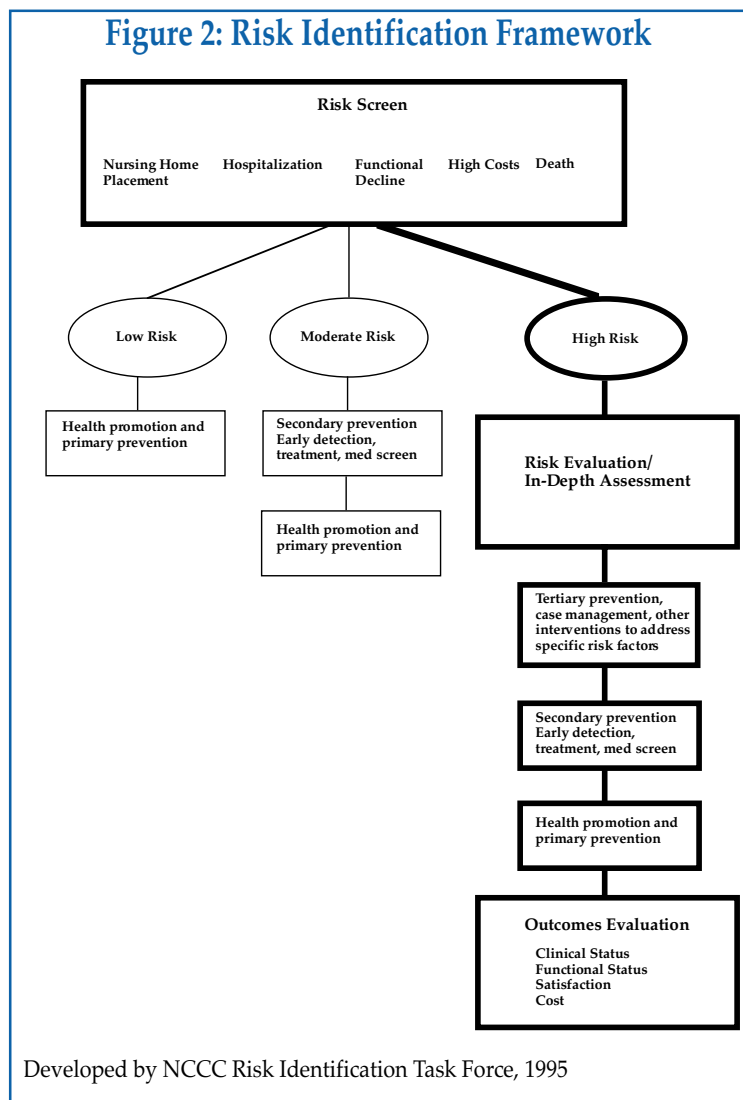 Figure 2: Risk Identification Framework
Risk Screen
Nursing Home
Placement
Hospitalization
Functional
Decline
High Costs
Death
Low Risk
Moderate Risk
High Risk
Health promotion and
primary prevention
Secondary prevention
Early detection,
treatment, med screen
Health promotion and
primary prevention
Risk Evaluation/
In-Depth Assessment
Tertiary prevention,
case management, other
interventions to address
specific risk factors
Secondary prevention
Early detection,
treatment, med screen
Health promotion and
primary prevention
Outcomes Evaluation
Clinical Status
Functional Status
Satisfaction
Cost
Developed by NCCC Risk Identification Task Force, 1995